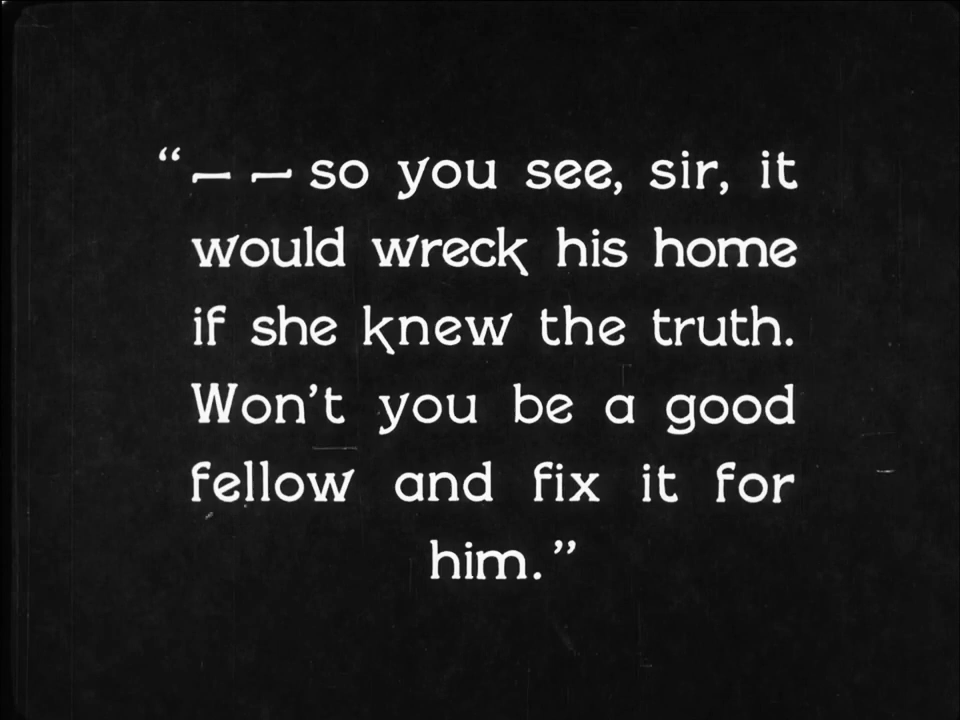 “— — so you see, sir, it
would wreck his home
if she knew the truth.
Won’t you be a good
fellow and fix it for
him.”